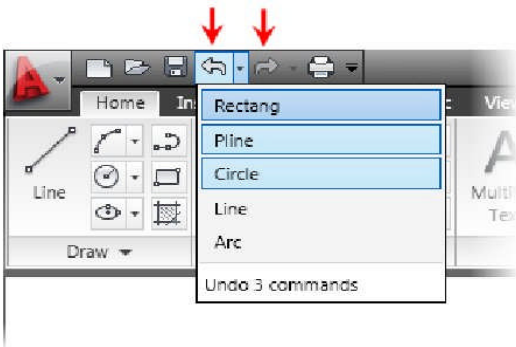 Home
Rectang
Pline
Circle
Line
Arc
Undo 3 commands
Line
Draw